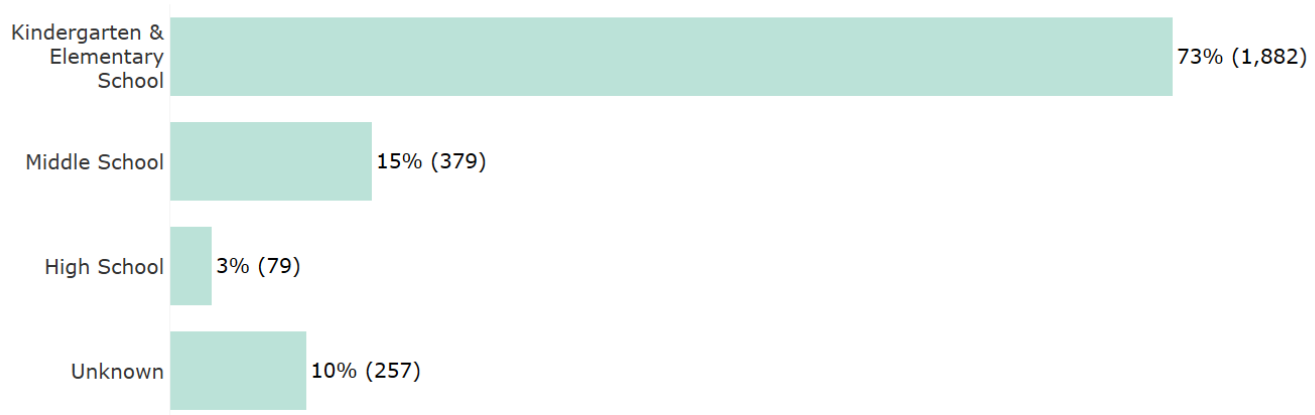 Kindergarten &
Elementary
School
73% (1,882)
Middle School
15% (379)
High School
3% (79)
Unknown
10% (257)